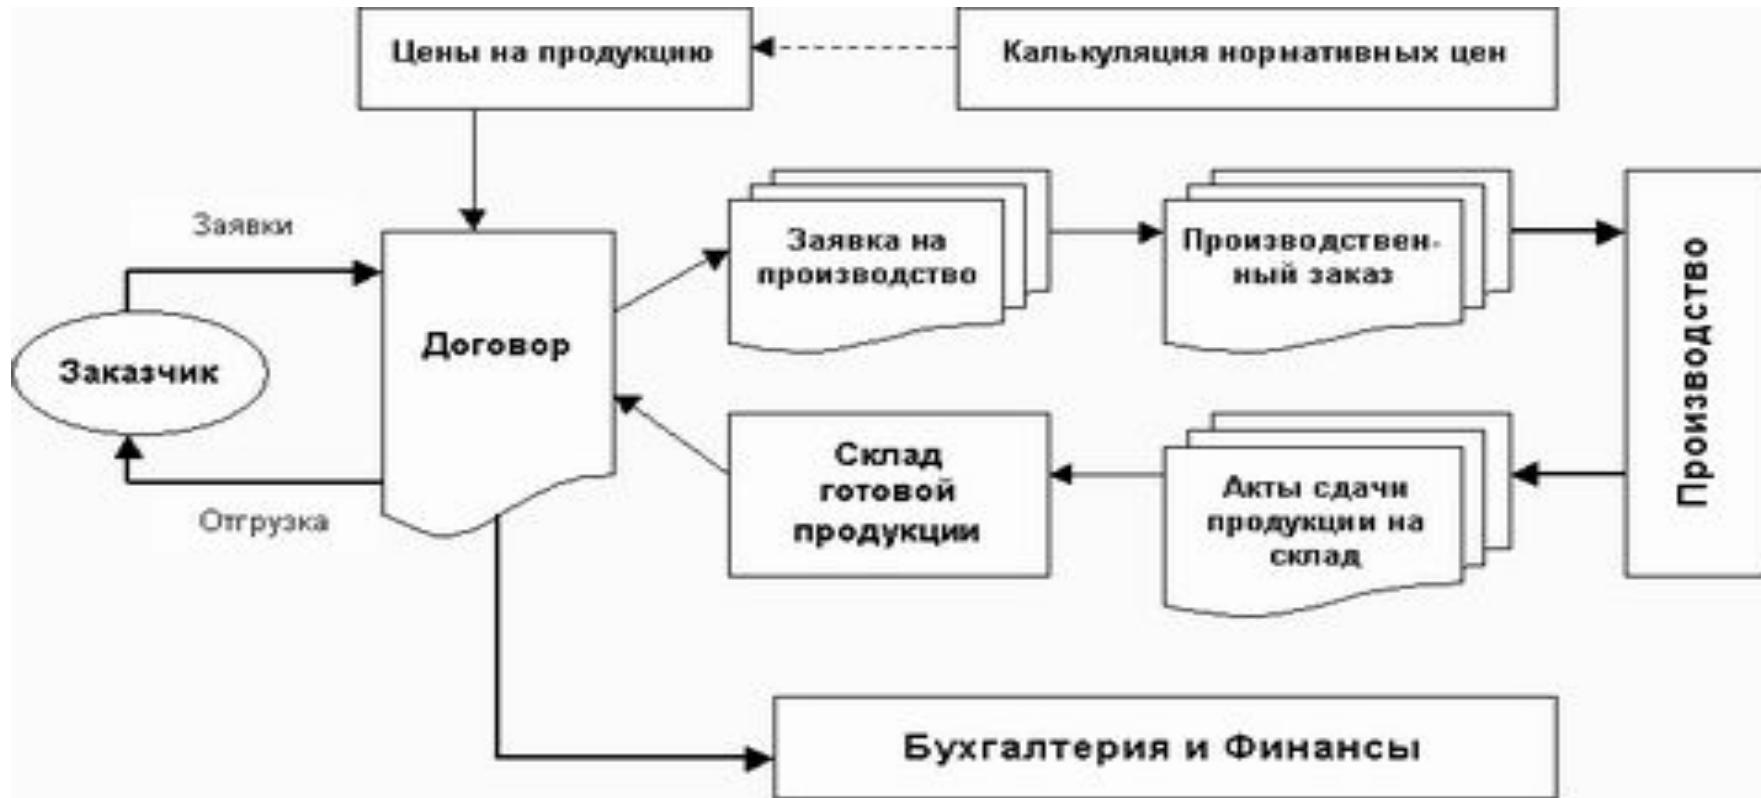 Цены на продукцию
Калькуляция нормативных цен
Заявки
Заявка на
производство
Производствен-
ный заказ
Производство
Договор
Заказчик
Отгрузка
Склад
готовой
продукции
Акты сдачи
продукции на
склад
Бухгалтерия и Финансы